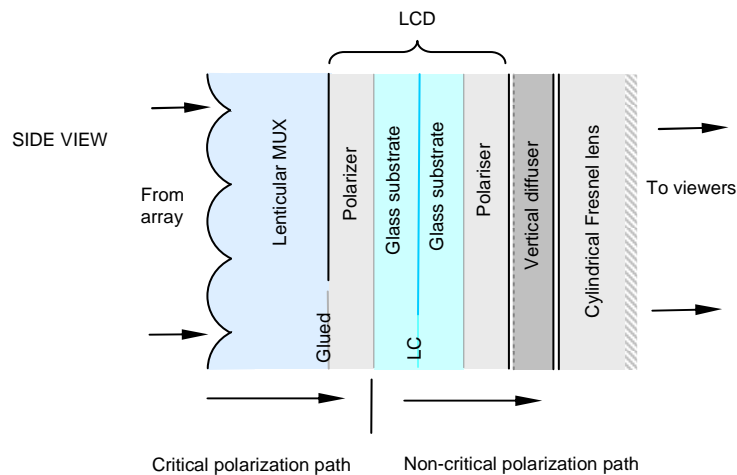 LCD
SIDE VIEW
From
array
Lenticular MUX
Glued
Polarizer
Glass substrate
LC
Glass substrate
Polariser
Vertical diffuser
Cylindrical Fresnel lens
To viewers
Critical polarization path
Non-critical polarization path